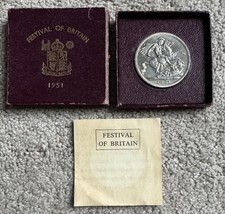 FESTIVAL OF BRITAIN
1951
FESTIVAL
OF BRITAIN